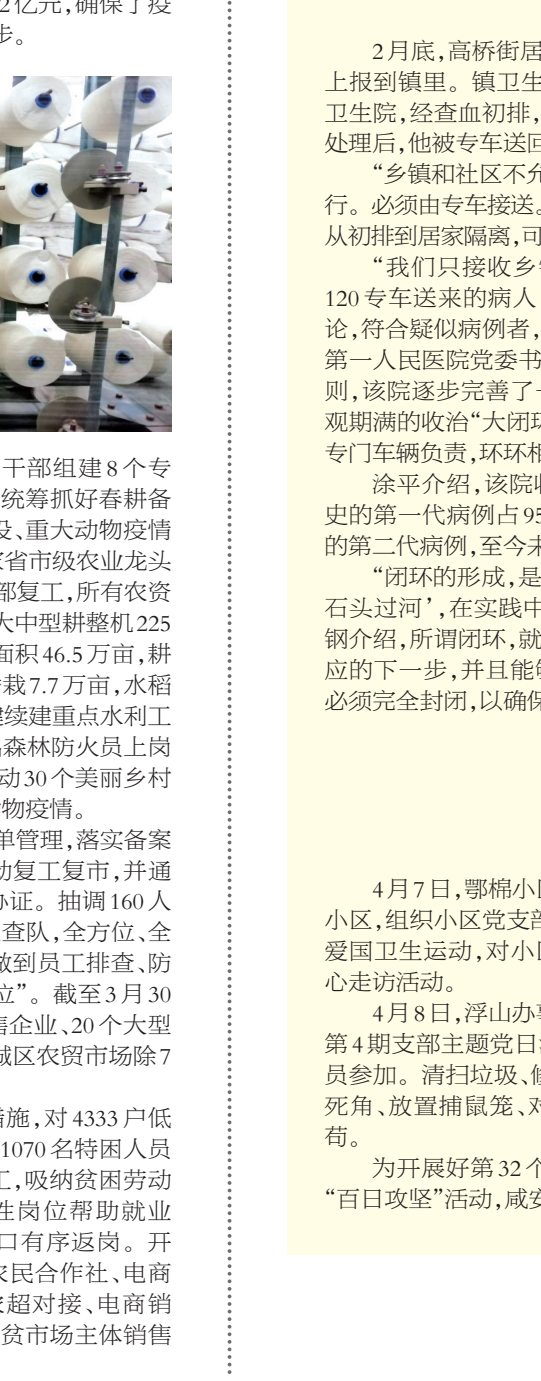 2亿元,确保了疫
步。
干部组建8个专
统筹抓好春耕备
设、重大动物疫情
家省市级农业龙头
部复工,所有农资
大中型耕整机225
面积46.5万亩,耕
栽7.7万亩,水稻
建续建重点水利工
名森林防火员上岗
动30个美丽乡村
物疫情。
单管理,落实备案
动复工复市,并通
办证。抽调160人
查队,全方位、全
做到员工排查、防
位”。截至3月30
售企业、20个大型
城区农贸市场除7
措施,对4333户低
1070名特困人员
工,吸纳贫困劳动
性岗位帮助就业
口有序返岗。开
农民合作社、电商
农超对接、电商销
贫市场主体销售
2月底,高桥街居
上报到镇里。镇卫生
卫生院,经查血初排,
处理后,他被专车送回
“乡镇和社区不允
行。必须由专车接送。
从初排到居家隔离,可
“我们只接收乡镇
120专车送来的病人
论,符合疑似病例者,
第一人民医院党委书
则,该院逐步完善了一
观期满的收治“大闭环
专门车辆负责,环环相
涂平介绍,该院收
史的第一代病例占95
的第二代病例,至今未
“闭环的形成,是
石头过河’,在实践中
钢介绍,所谓闭环,就
应的下一步,并且能够
必须完全封闭,以确保
4月7日,鄂棉小区
小区,组织小区党支部
爱国卫生运动,对小区
心走访活动。
4月8日,浮山办事
第4期支部主题党日
员参加。清扫垃圾、修
死角、放置捕鼠笼、对
苟。
为开展好第32个
“百日攻坚”活动,咸安